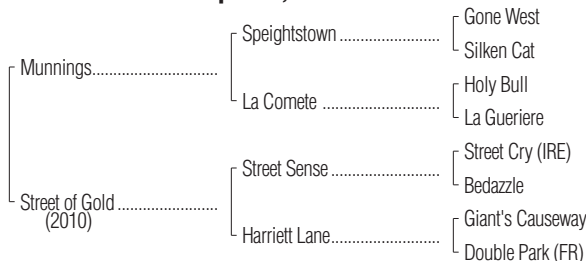 Gone West
Speightstown
Silken Cat
Munnings
Holy Bull
La Comete
La Gueriere
Street Cry (IRE)
Street Sense
Bedazzle
Street of Gold
(2010)
Giant's Causeway
Harriett Lane
Double Park (FR)